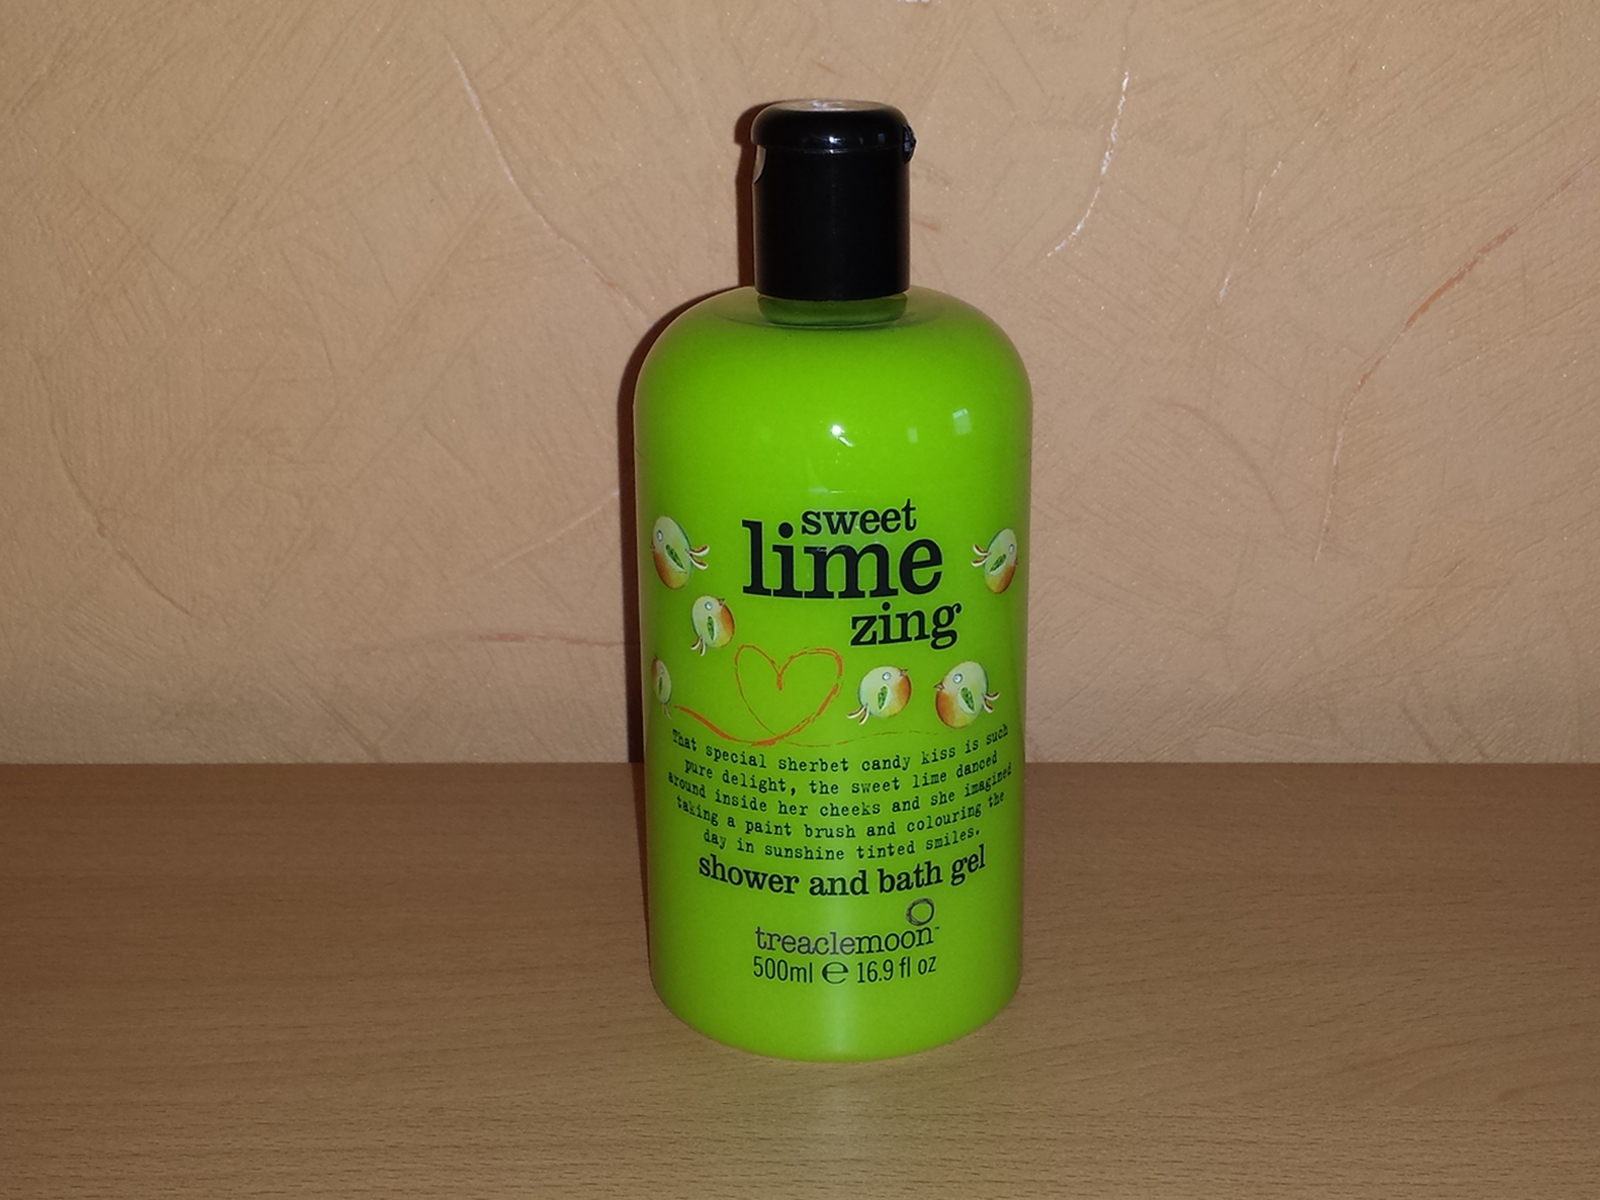 sweet
lime
zing
That special sherbet candy kiss is such
pure delight, the sweet lime danced
around inside her cheeks and she imagined
taking a paint brush and colouring the
day in sunshine tinted smiles.
shower and bath gel
treaclemoon™
500ml ℮ 16.9 fl oz